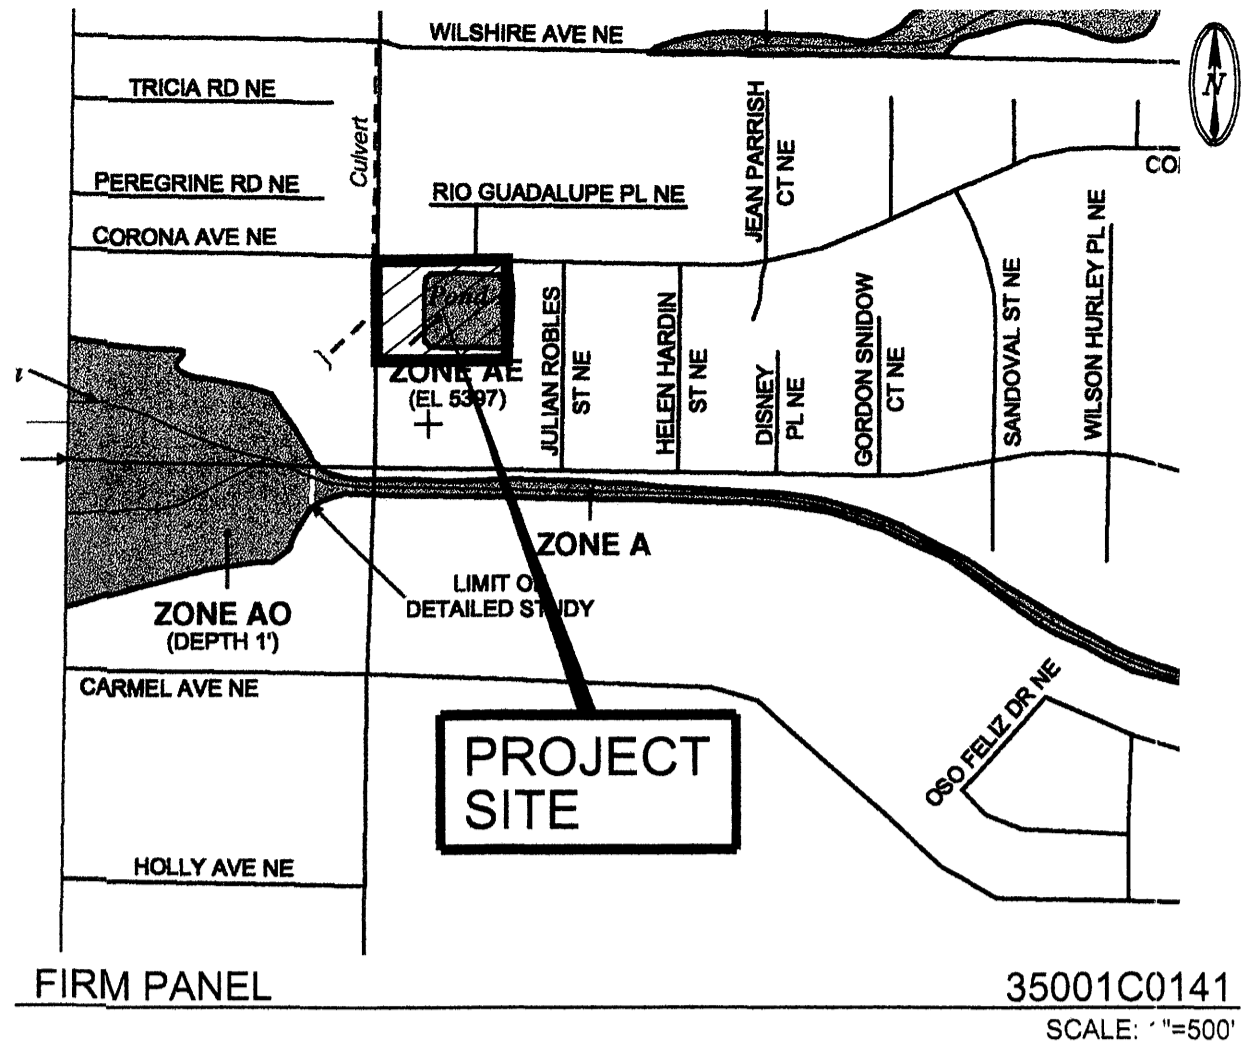 WILSHIRE AVE NE
N
TRICIA RD NE
Culvert
JEAN PARRISH
CT NE
PEREGRINE RD NE
RIO GUADALUPE PL NE
CORONA AVE NE
Pond
ZONE AE
(EL 5397)
JULIAN ROBLES
ST NE
HELEN HARDIN
ST NE
DISNEY
PL NE
GORDON SNIDOW
CT NE
SANDOVAL ST NE
WILSON HURLEY PL NE
ZONE A
LIMIT OF
DETAILED STUDY
ZONE AO
(DEPTH 1')
CARMEL AVE NE
OSO FELIZ DR NE
PROJECT
SITE
HOLLY AVE NE
FIRM PANEL
35001C0141
SCALE: 1"=500'